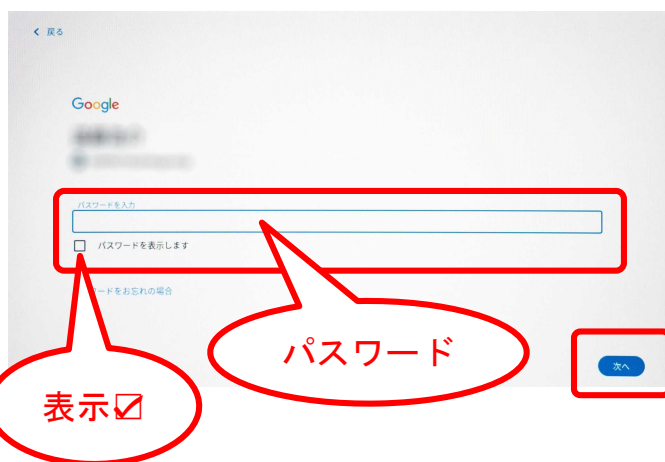 戻る
Google
パスワードを入力
パスワードを表示します
ードをお忘れの場合
パスワード
次へ
表示☑